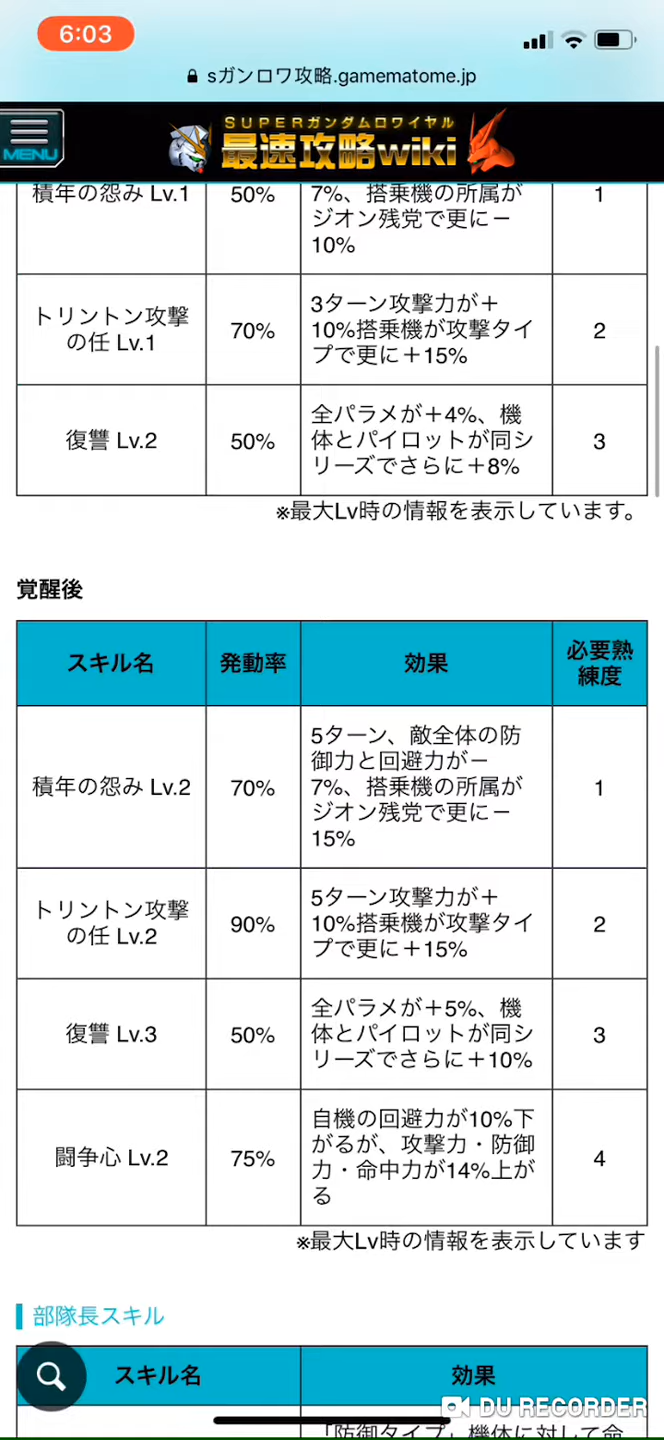 6:03
sガンロワ攻略.gamematome.jp
MENU
SUPERガンダムロワイヤル
最速攻略wiki
積年の怨み Lv.1
50%
7%、搭乗機の所属が
ジオン残党で更に－
10%
1
トリントン攻撃
の任 Lv.1
70%
3ターン攻撃力が＋
10%搭乗機が攻撃タイ
プで更に＋15%
2
復讐 Lv.2
50%
全パラメが＋4%、機
体とパイロットが同シ
リーズでさらに＋8%
3
※最大Lv時の情報を表示しています。
覚醒後
スキル名
発動率
効果
必要熟
練度
積年の怨み Lv.2
70%
5ターン、敵全体の防
御力と回避力が－
7%、搭乗機の所属が
ジオン残党で更に－
15%
1
トリントン攻撃
の任 Lv.2
90%
5ターン攻撃力が＋
10%搭乗機が攻撃タイ
プで更に＋15%
2
復讐 Lv.3
50%
全パラメが＋5%、機
体とパイロットが同シ
リーズでさらに＋10%
3
闘争心 Lv.2
75%
自機の回避力が10%下
がるが、攻撃力・防御
力・命中力が14%上が
る
4
※最大Lv時の情報を表示しています
部隊長スキル
スキル名
効果
DU RECORDER
「防御タイプ」機体に対して命